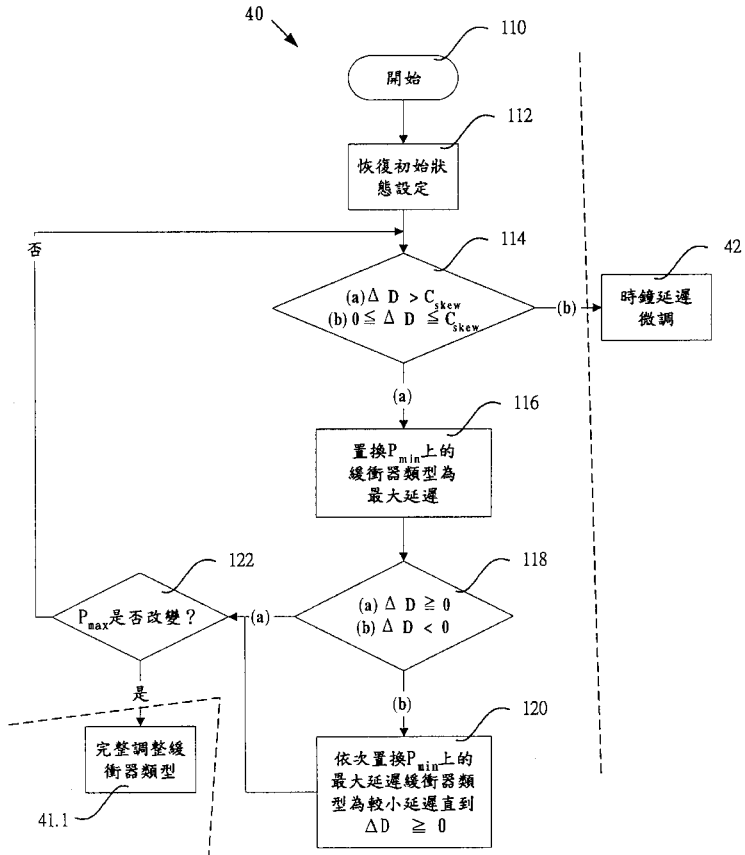 40
110
開始
112
恢復初始狀
態設定
否
114
(a) Δ D > C_skew
(b) 0 ≦ Δ D ≦ C_skew
(b)
42
時鐘延遲
微調
(a)
116
置換P_min上的
緩衝器類型為
最大延遲
118
(a) Δ D ≧ 0
(b) Δ D < 0
(a)
122
P_max是否改變？
是
完整調整緩
衝器類型
41.1
(b)
120
依次置換P_min上的
最大延遲緩衝器類
型為較小延遲直到
ΔD ≧ 0